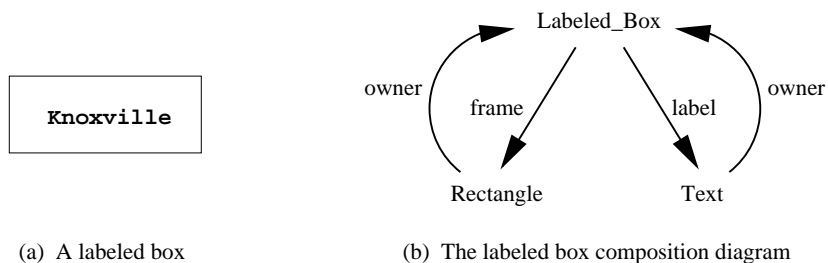 Knoxville
(a) A labeled box
Labeled_Box
owner
frame
label
owner
Rectangle
Text
(b) The labeled box composition diagram